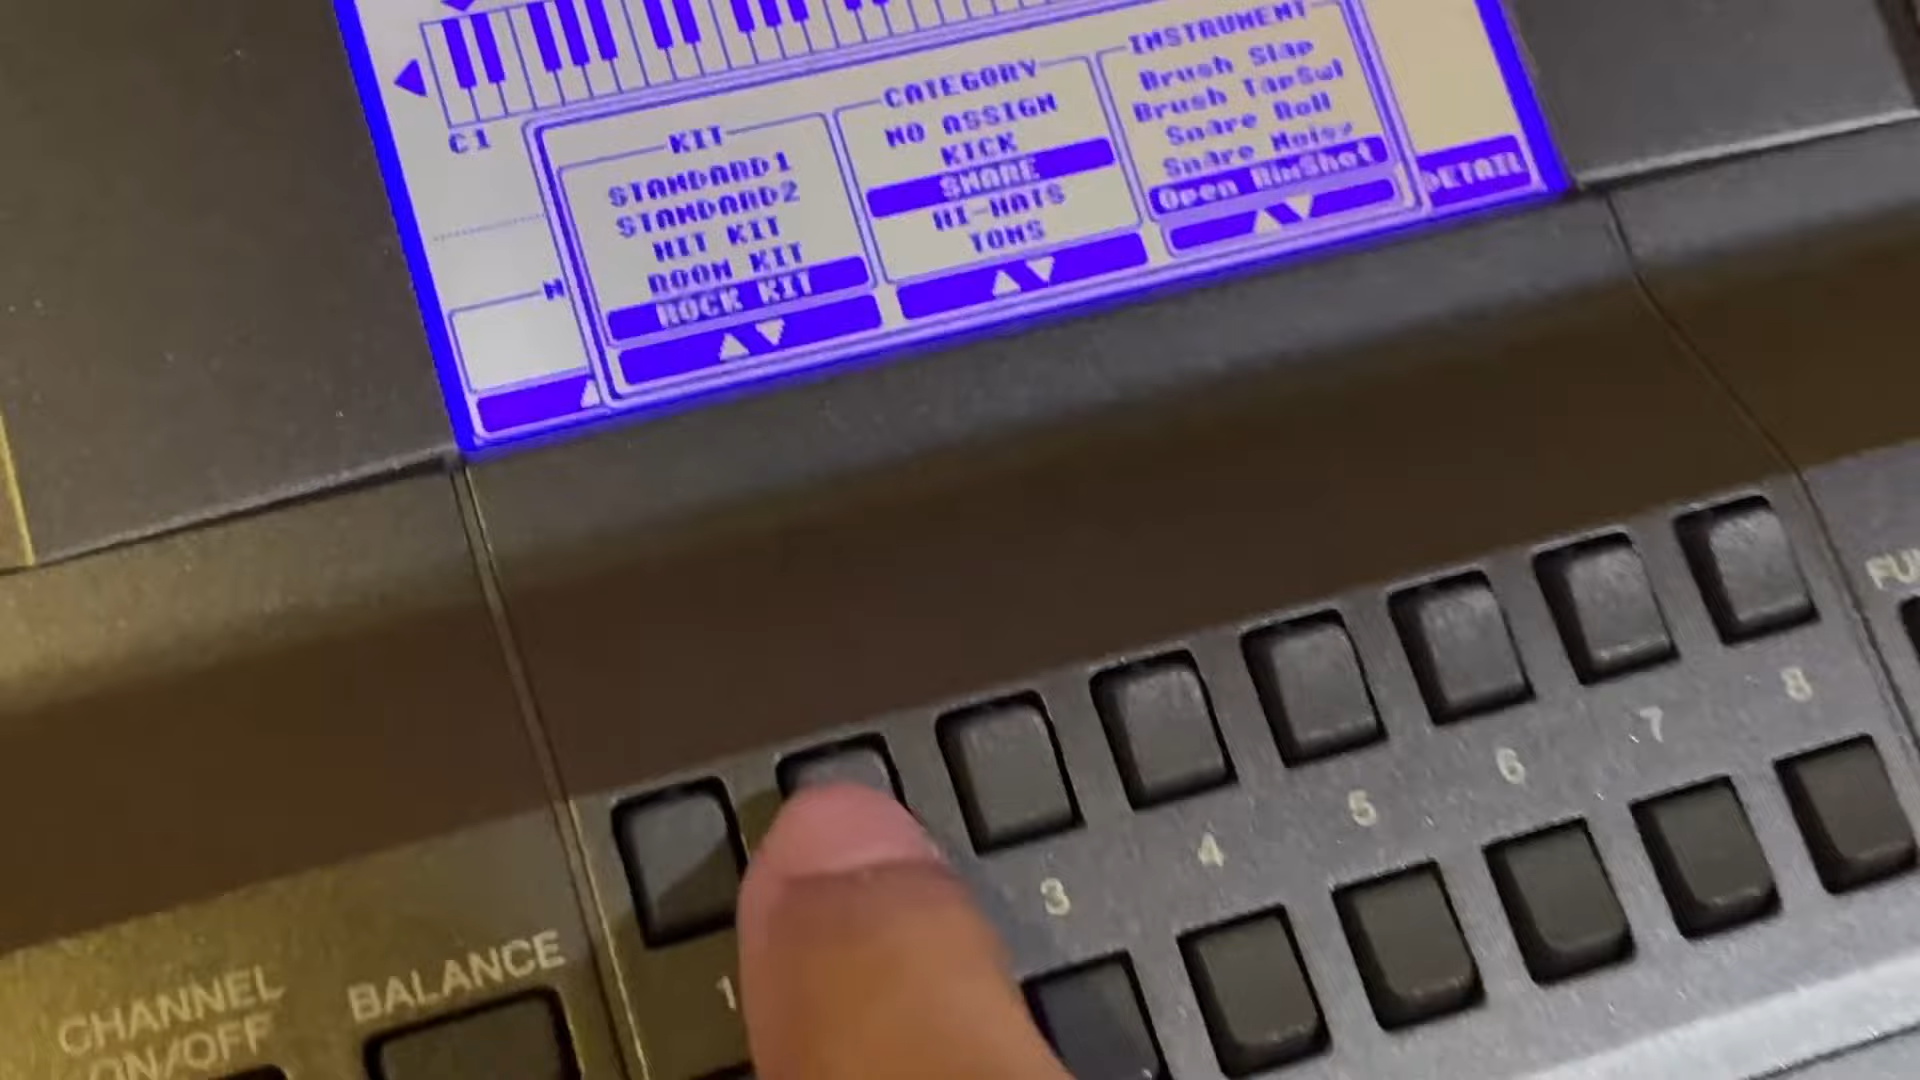 C1
KIT
STANDARD1
STANDARD2
HIT KIT
ROOM KIT
ROCK KIT
CATEGORY
NO ASSIGN
KICK
SNARE
HI-HATS
TOMS
INSTRUMENT
Brush Slap
Brush TapSwl
Snare Roll
Snare Noisy
Open RimShot
DETAIL
CHANNEL
ON/OFF
BALANCE
1
3
4
5
6
7
8